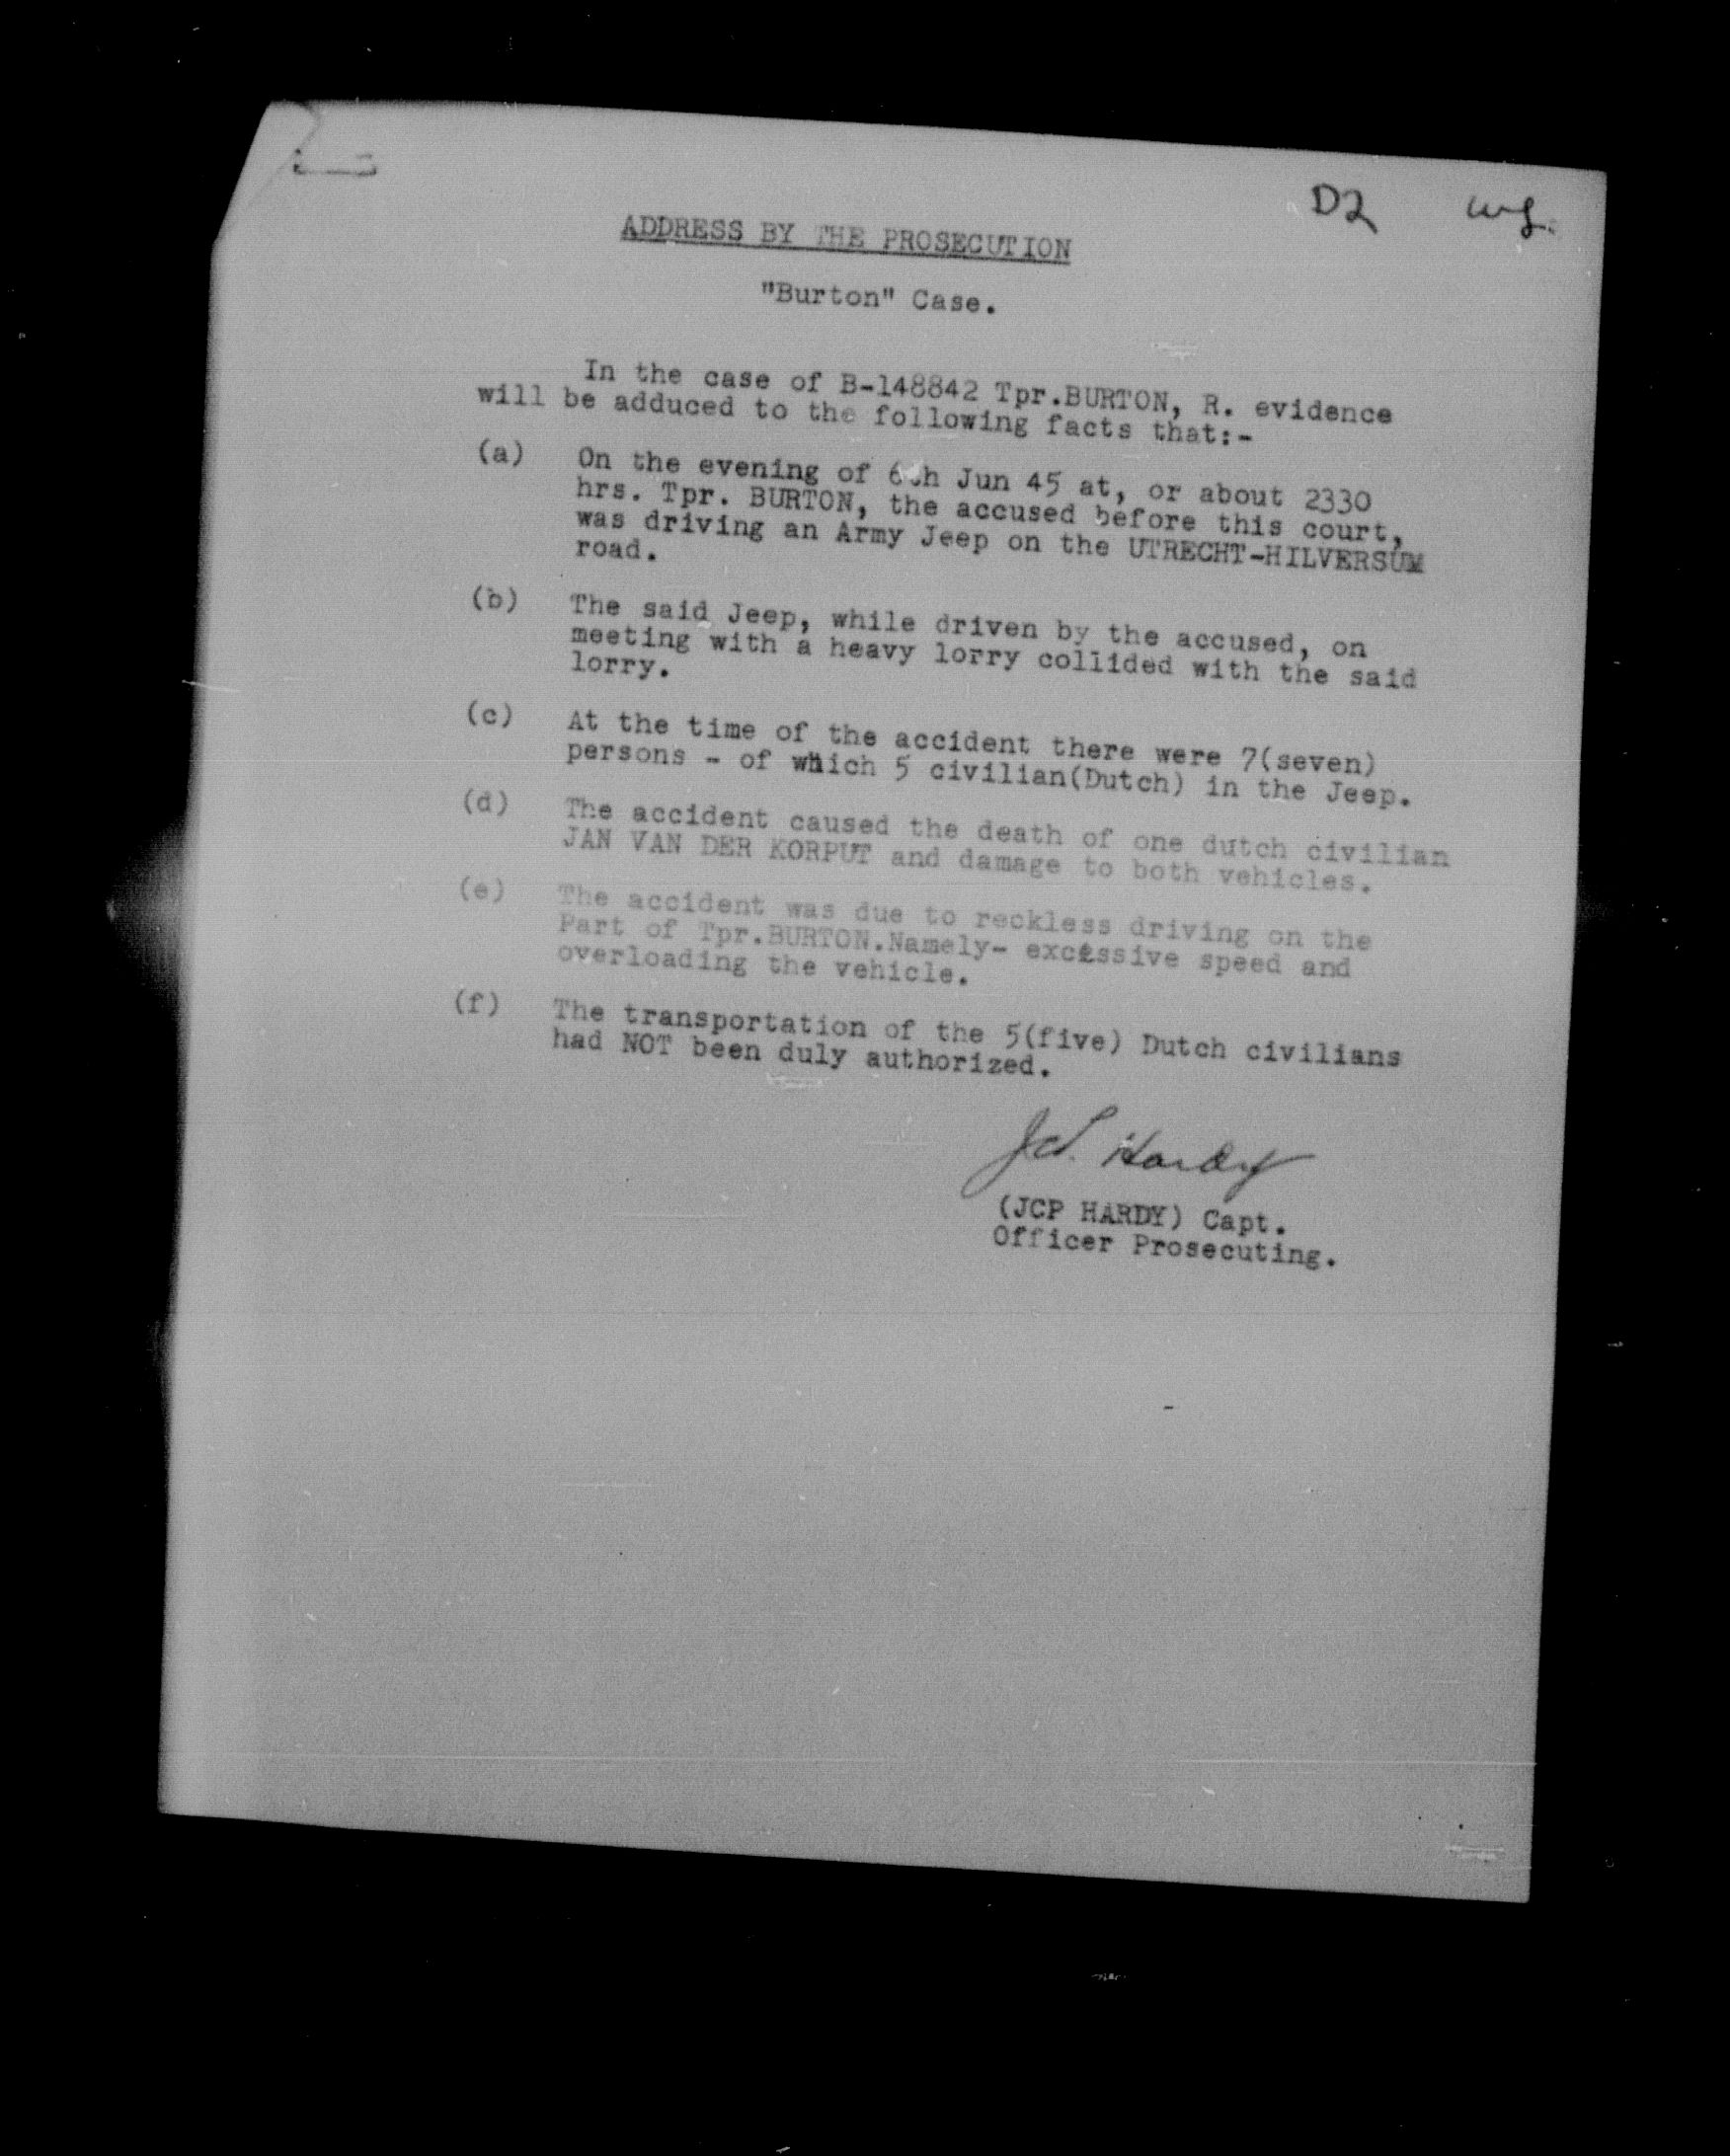 D2
ADDRESS BY THE PROSECUTION
"Burton" Case.
In the case of B-148842 Tpr.BURTON, R. evidence
will be adduced to the following facts that:-
(a) On the evening of 6th Jun 45 at, or about 2330
hrs. Tpr. BURTON, the accused before this court,
was driving an Army Jeep on the UTRECHT-HILVERSUM
road.
(b) The said Jeep, while driven by the accused, on
meeting with a heavy lorry collided with the said
lorry.
(c) At the time of the accident there were 7(seven)
persons - of which 5 civilian(Dutch) in the Jeep.
(d) The accident caused the death of one dutch civilian
JAN VAN DER KORPUT and damage to both vehicles.
(e) The accident was due to reckless driving on the
Part of Tpr.BURTON.Namely- excessive speed and
overloading the vehicle.
(f) The transportation of the 5(five) Dutch civilians
had NOT been duly authorized.
JCP. Hardy
(JCP HARDY) Capt.
Officer Prosecuting.